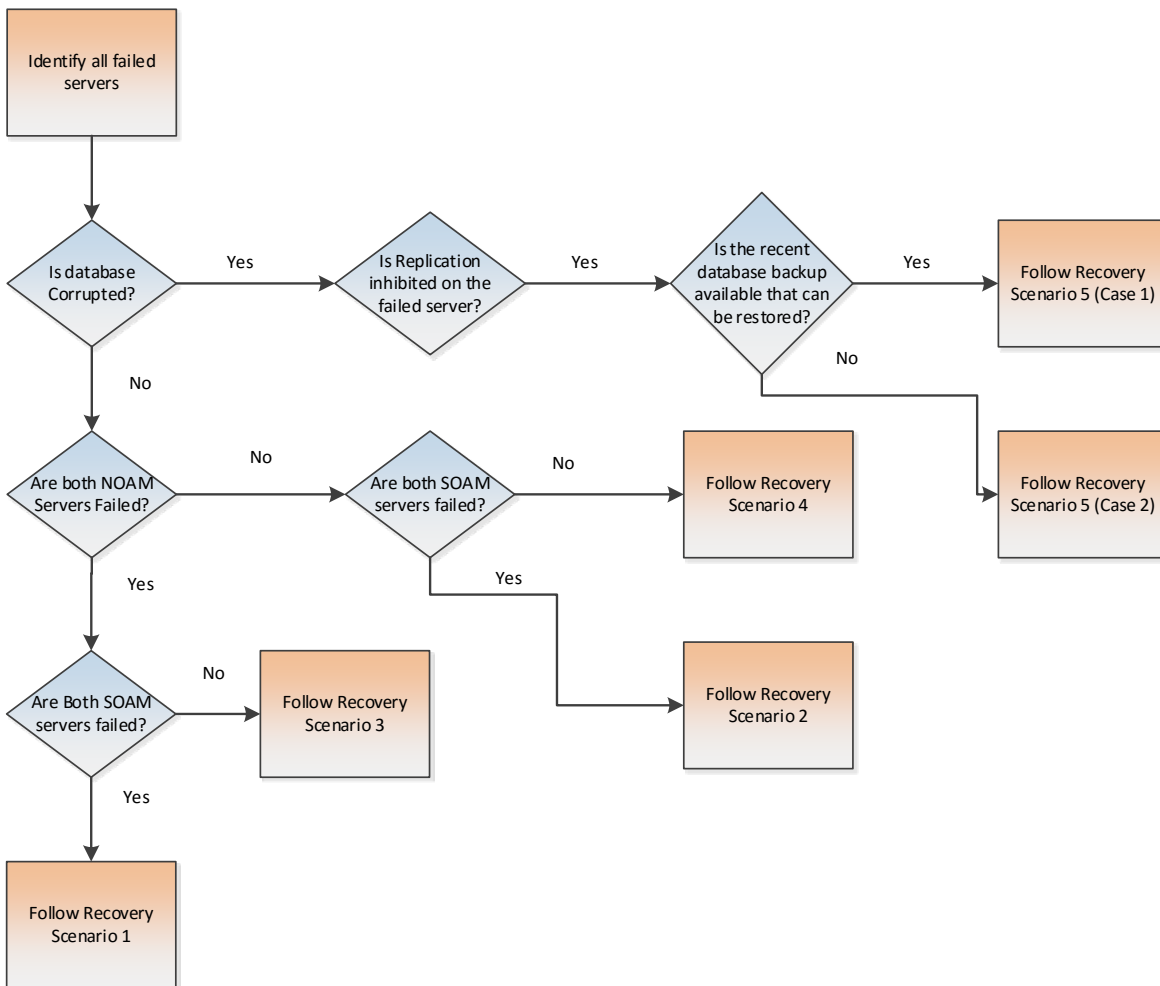 Identify all failed
servers
Is database
Corrupted?
Yes
Is Replication
inhibited on the
failed server?
Yes
Is the recent
database backup
available that can
be restored?
Yes
Follow Recovery
Scenario 5 (Case 1)
No
No
Are both NOAM
Servers Failed?
No
Are both SOAM
servers failed?
No
Follow Recovery
Scenario 4
Follow Recovery
Scenario 5 (Case 2)
Yes
Yes
Are Both SOAM
servers failed?
No
Follow Recovery
Scenario 3
Follow Recovery
Scenario 2
Yes
Follow Recovery
Scenario 1